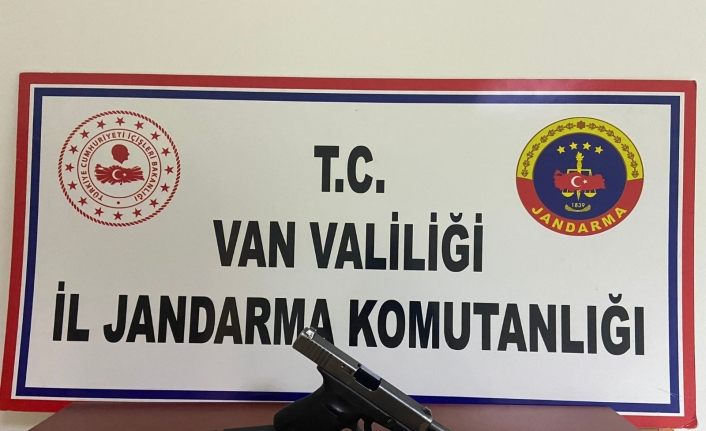 T.C.
VAN VALİLİĞİ
İL JANDARMA KOMUTANLIĞI
TÜRKİYE CUMHURİYETİ İÇİŞLERİ BAKANLIĞI
1839
JANDARMA